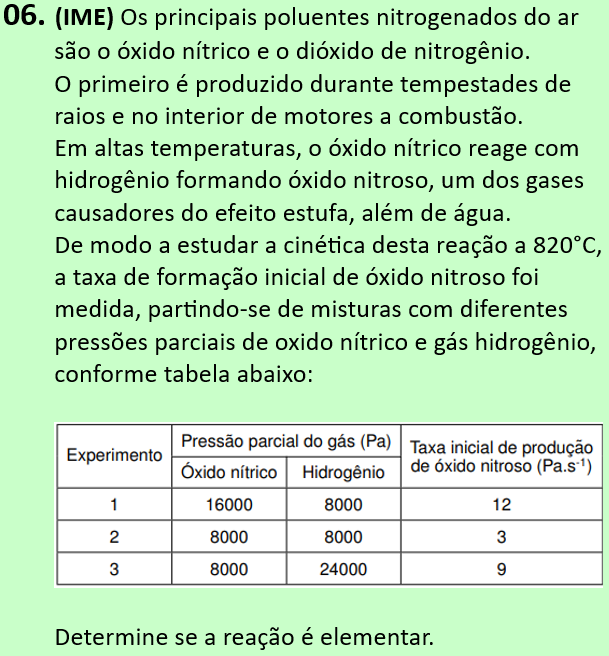 06. (IME) Os principais poluentes nitrogenados do ar
são o óxido nítrico e o dióxido de nitrogênio.
O primeiro é produzido durante tempestades de
raios e no interior de motores a combustão.
Em altas temperaturas, o óxido nítrico reage com
hidrogênio formando óxido nitroso, um dos gases
causadores do efeito estufa, além de água.
De modo a estudar a cinética desta reação a 820°C,
a taxa de formação inicial de óxido nitroso foi
medida, partindo-se de misturas com diferentes
pressões parciais de oxido nítrico e gás hidrogênio,
conforme tabela abaixo:
Experimento Pressão parcial do gás (Pa) Taxa inicial de produção
de óxido nitroso (Pa.s-1)
Óxido nítrico Hidrogênio
1 16000 8000 12
2 8000 8000 3
3 8000 24000 9
Determine se a reação é elementar.